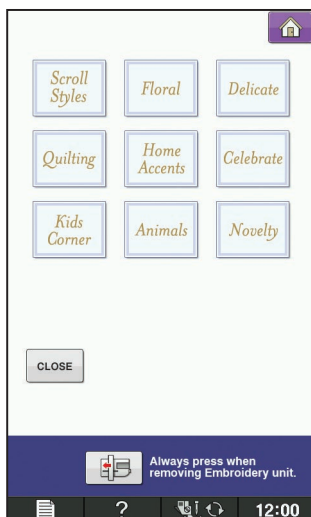 Scroll
Styles
Floral
Delicate
Quilting
Home
Accents
Celebrate
Kids
Corner
Animals
Novelty
CLOSE
Always press when
removing Embroidery unit.
?
12:00